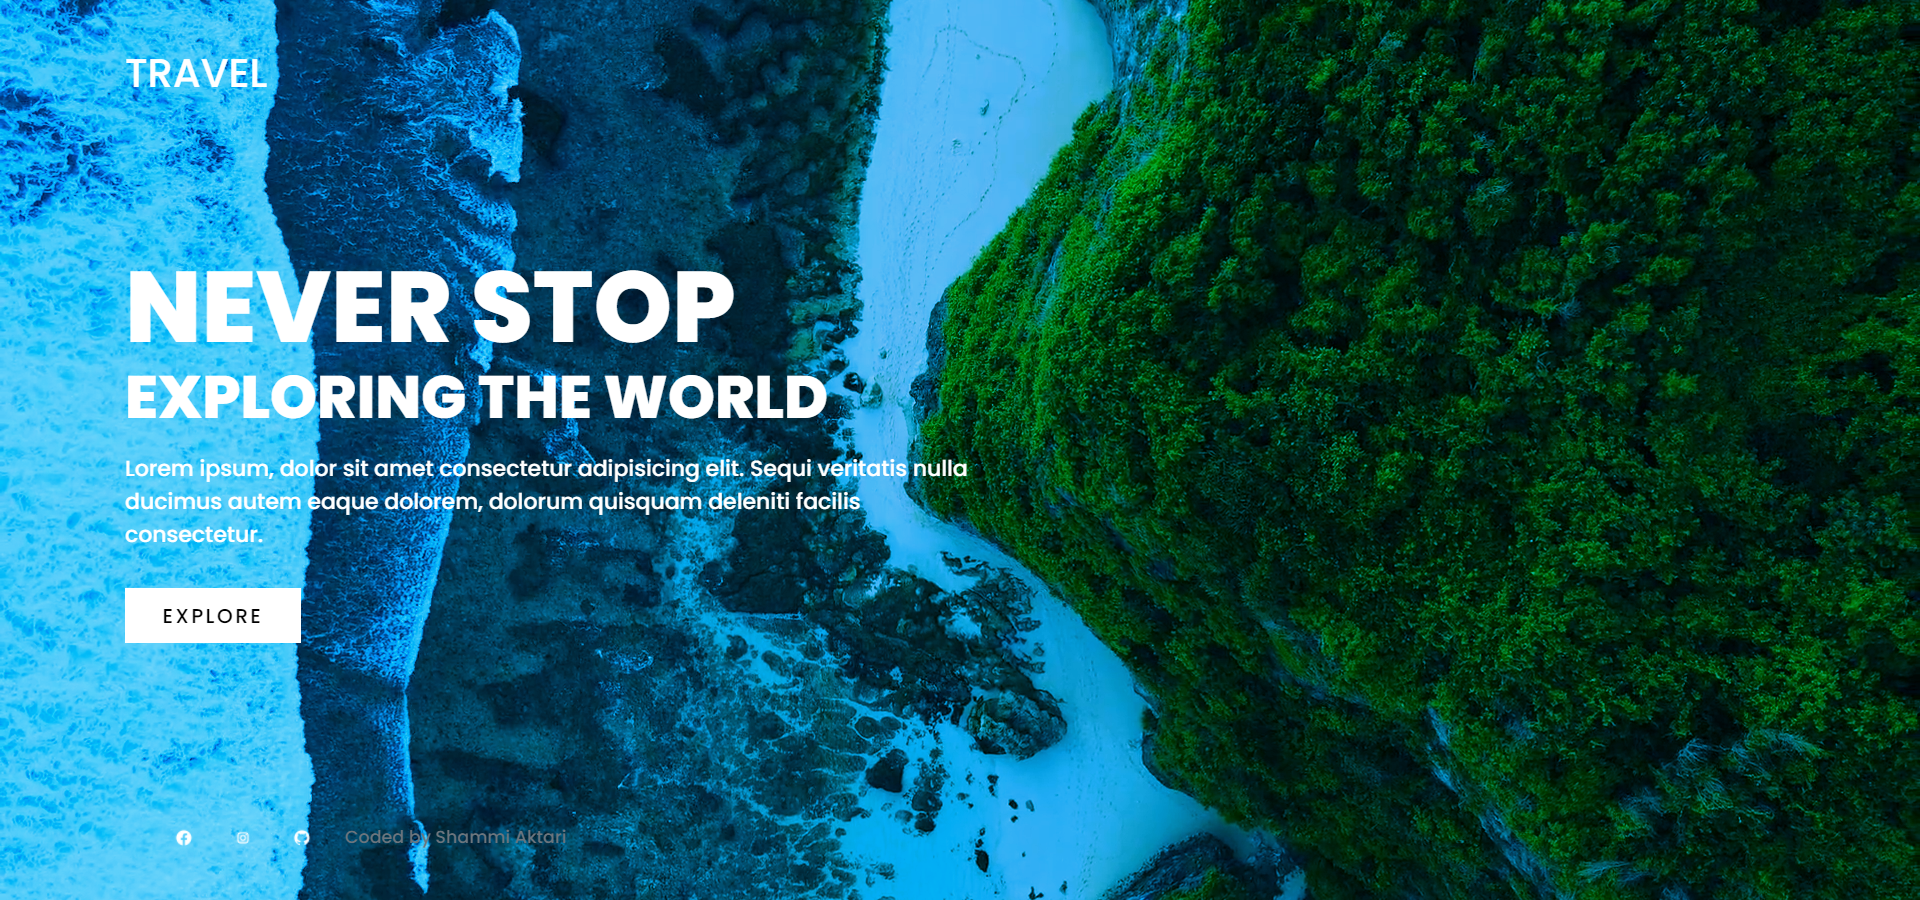 TRAVEL
NEVER STOP
EXPLORING THE WORLD
Lorem ipsum, dolor sit amet consectetur adipisicing elit. Sequi veritatis nulla
ducimus autem eaque dolorem, dolorum quisquam deleniti facilis
consectetur.
EXPLORE
Coded by Shammi Aktari